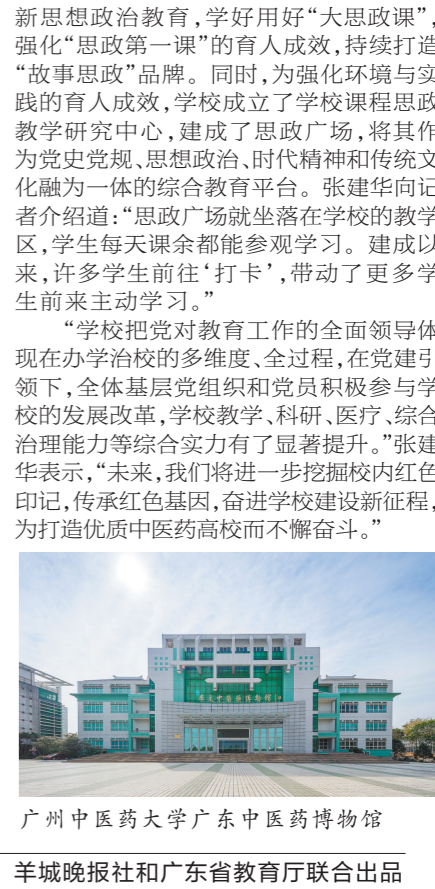 新思想政治教育，学好用好“大思政课”，
强化“思政第一课”的育人成效，持续打造
“故事思政”品牌。同时，为强化环境与实
践的育人成效，学校成立了学校课程思政
教学研究中心，建成了思政广场，将其作
为党史党规、思想政治、时代精神和传统文
化融为一体的综合教育平台。张建华向记
者介绍道：“思政广场就坐落在学校的教学
区，学生每天课余都能参观学习。建成以
来，许多学生前往‘打卡’，带动了更多学
生前来主动学习。”
“学校把党对教育工作的全面领导体
现在办学治校的多维度、全过程，在党建引
领下，全体基层党组织和党员积极参与学
校的发展改革，学校教学、科研、医疗、综合
治理能力等综合实力有了显著提升。”张建
华表示，“未来，我们将进一步挖掘校内红色
印记，传承红色基因，奋进学校建设新征程，
为打造优质中医药高校而不懈奋斗。”
广东中医药博物馆
广州中医药大学广东中医药博物馆
羊城晚报社和广东省教育厅联合出品